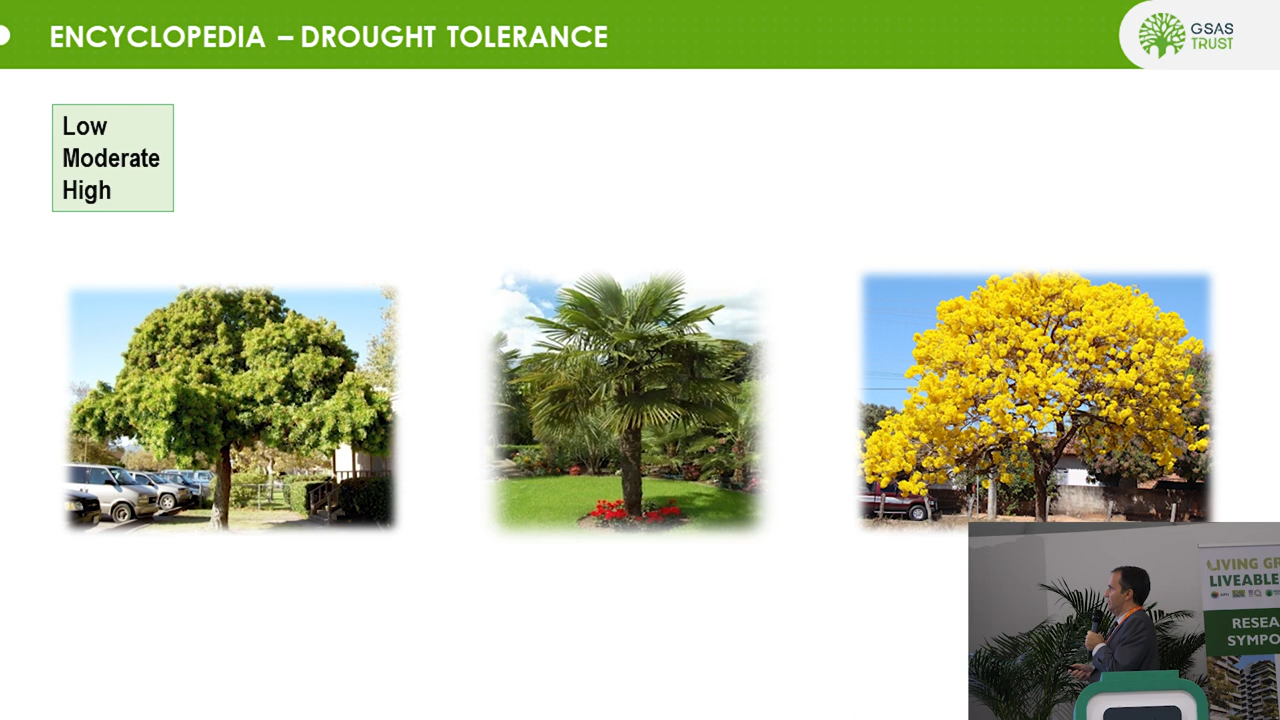 ENCYCLOPEDIA – DROUGHT TOLERANCE
GSAS
TRUST
Low
Moderate
High
LIVING GR
LIVEABLE
RESEA
SYMPO